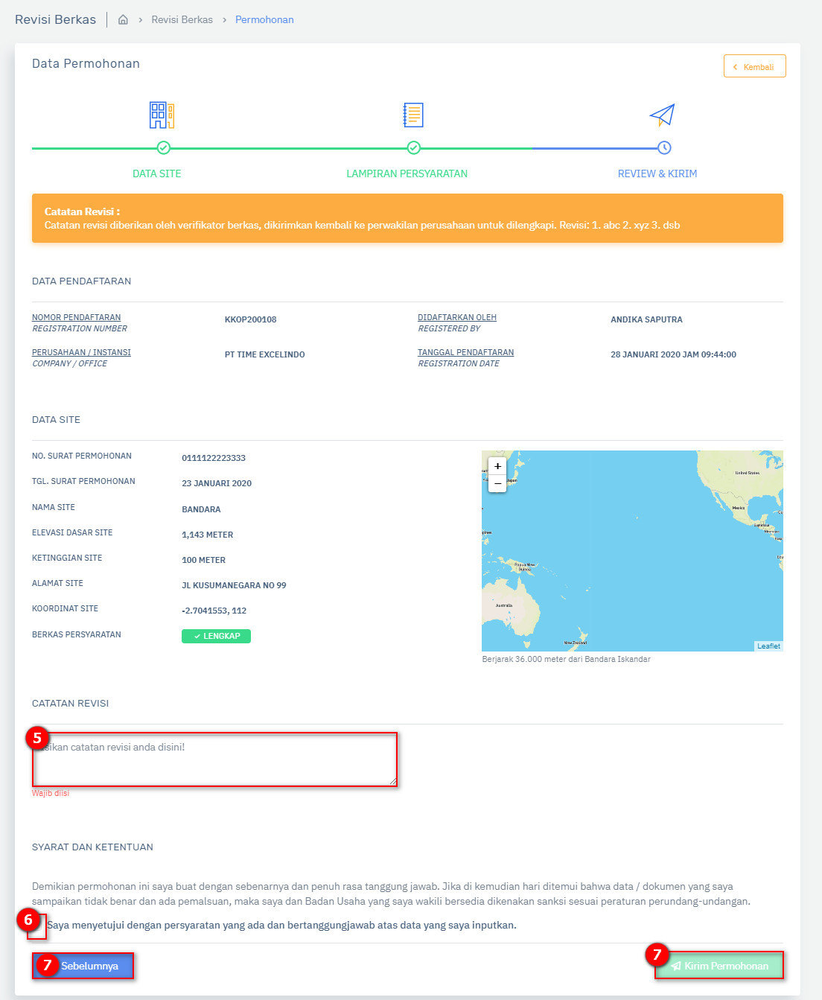 Revisi Berkas
Revisi Berkas
Permohonan
Data Permohonan
Kembali
DATA SITE
LAMPIRAN PERSYARATAN
REVIEW & KIRIM
Catatan Revisi :
Catatan revisi diberikan oleh verifikator berkas, dikirimkan kembali ke perwakilan perusahaan untuk dilengkapi. Revisi: 1. abc 2. xyz 3. dsb
DATA PENDAFTARAN
NOMOR PENDAFTARAN
REGISTRATION NUMBER
KKOP200108
DIDAFTARKAN OLEH
REGISTERED BY
ANDIKA SAPUTRA
PERUSAHAAN / INSTANSI
COMPANY / OFFICE
PT TIME EXCELINDO
TANGGAL PENDAFTARAN
REGISTRATION DATE
28 JANUARI 2020 JAM 09:44:00
DATA SITE
NO. SURAT PERMOHONAN
0111122223333
TGL. SURAT PERMOHONAN
23 JANUARI 2020
NAMA SITE
BANDARA
ELEVASI DASAR SITE
1,143 METER
KETINGGIAN SITE
100 METER
ALAMAT SITE
JL KUSUMANEGARA NO 99
KOORDINAT SITE
-2.7041553, 112
BERKAS PERSYARATAN
LENGKAP
+
−
United States
Mexico
Papua New
Guinea
Australia
New Zealand
Leaflet
Berjarak 36.000 meter dari Bandara Iskandar
CATATAN REVISI
5
sikan catatan revisi anda disini!
Wajib diisi
SYARAT DAN KETENTUAN
Demikian permohonan ini saya buat dengan sebenarnya dan penuh rasa tanggung jawab. Jika di kemudian hari ditemui bahwa data / dokumen yang saya
sampaikan tidak benar dan ada pemalsuan, maka saya dan Badan Usaha yang saya wakili bersedia dikenakan sanksi sesuai peraturan perundang-undangan.
6
Saya menyetujui dengan persyaratan yang ada dan bertanggungjawab atas data yang saya inputkan.
7
Sebelumnya
7
Kirim Permohonan